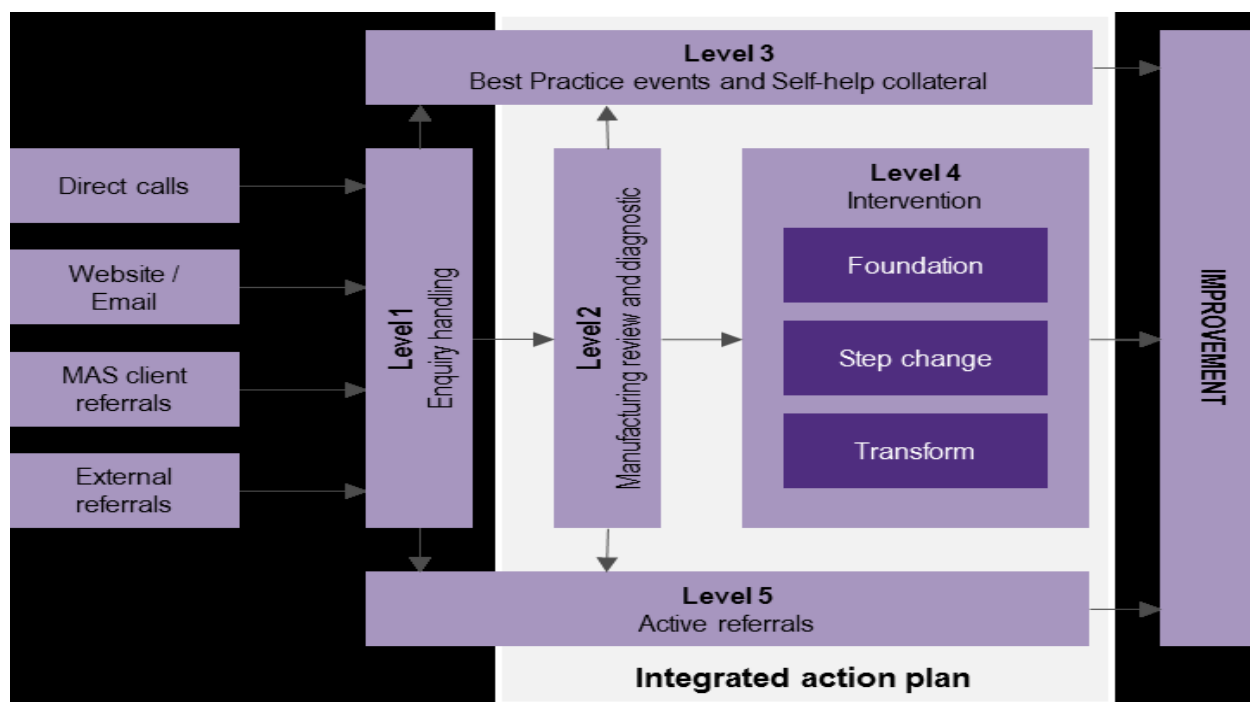 Level 3
Best Practice events and Self-help collateral
Direct calls
Website /
Email
MAS client
referrals
External
referrals
Level 1
Enquiry handling
Level 2
Manufacturing review and diagnostic
Level 4
Intervention
Foundation
Step change
Transform
IMPROVEMENT
Level 5
Active referrals
Integrated action plan